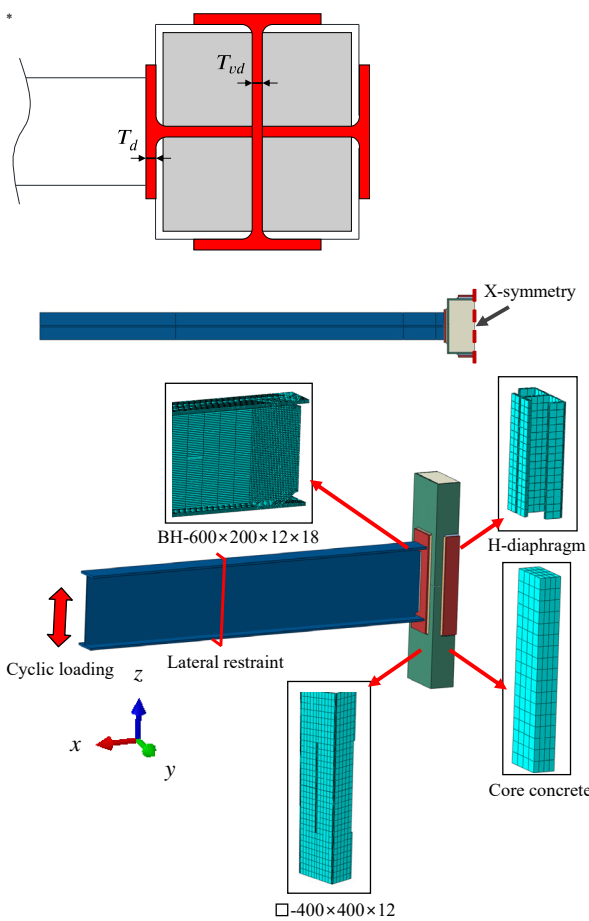 *
T_vd
T_d
X-symmetry
BH-600×200×12×18
H-diaphragm
Cyclic loading
Lateral restraint
z
x
y
Core concrete
□-400×400×12